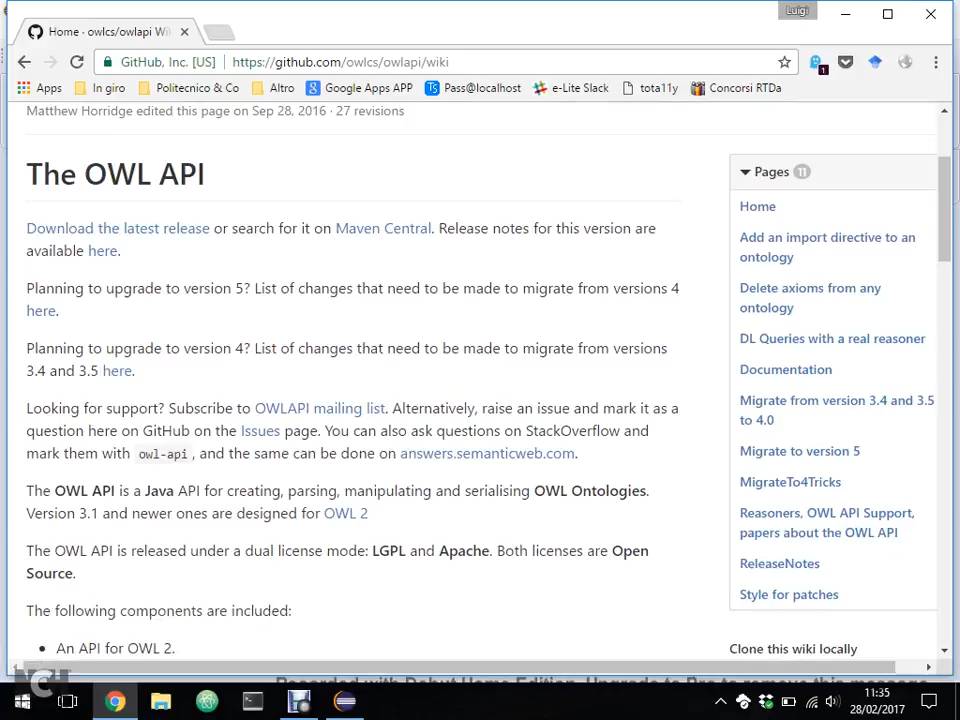 Luigi
Home · owlcs/owlapi Wi
GitHub, Inc. [US] https://github.com/owlcs/owlapi/wiki
Apps In giro Politecnico & Co Altro Google Apps APP Pass@localhost e-Lite Slack tota11y Concorsi RTDa
Matthew Horridge edited this page on Sep 28, 2016 · 27 revisions
The OWL API
Download the latest release or search for it on Maven Central. Release notes for this version are
available here.
Planning to upgrade to version 5? List of changes that need to be made to migrate from versions 4
here.
Planning to upgrade to version 4? List of changes that need to be made to migrate from versions
3.4 and 3.5 here.
Looking for support? Subscribe to OWLAPI mailing list. Alternatively, raise an issue and mark it as a
question here on GitHub on the Issues page. You can also ask questions on StackOverflow and
mark them with owl-api, and the same can be done on answers.semanticweb.com.
The OWL API is a Java API for creating, parsing, manipulating and serialising OWL Ontologies.
Version 3.1 and newer ones are designed for OWL 2
The OWL API is released under a dual license mode: LGPL and Apache. Both licenses are Open
Source.
The following components are included:
• An API for OWL 2.
Pages 11
Home
Add an import directive to an
ontology
Delete axioms from any
ontology
DL Queries with a real reasoner
Documentation
Migrate from version 3.4 and 3.5
to 4.0
Migrate to version 5
MigrateTo4Tricks
Reasoners, OWL API Support,
papers about the OWL API
ReleaseNotes
Style for patches
Clone this wiki locally
Recorded with Debut Home Edition. Upgrade to Pro to remove this message
11:35
28/02/2017